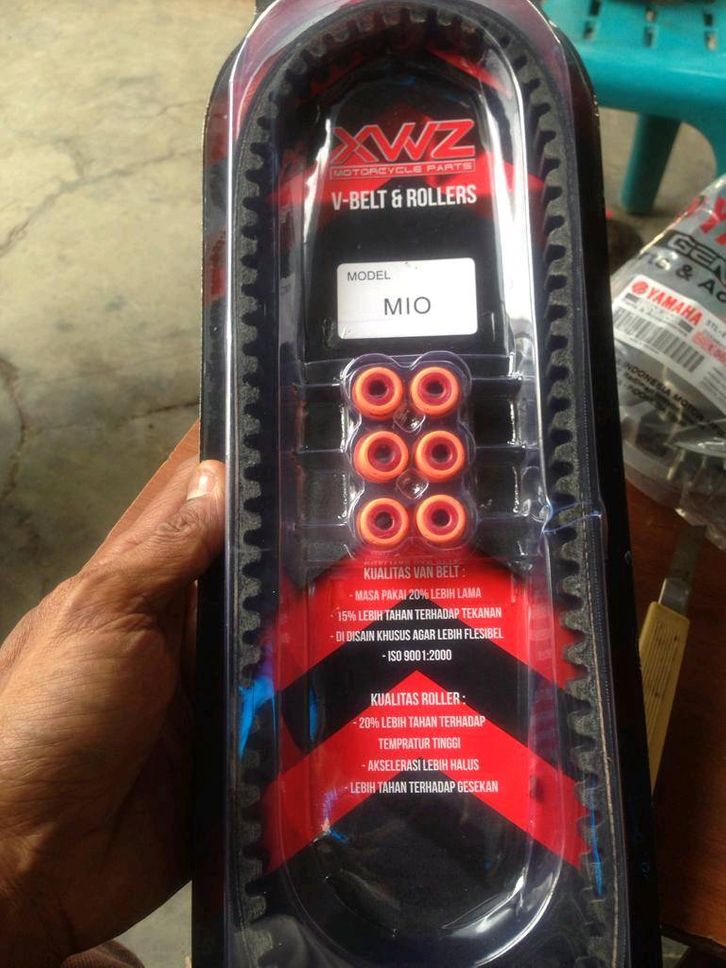 XWZ
MOTORCYCLE PARTS
V-BELT & ROLLERS
MODEL
MIO
KUALITAS VAN BELT :
- MASA PAKAI 20% LEBIH LAMA
- 15% LEBIH TAHAN TERHADAP TEKANAN
- DI DISAIN KHUSUS AGAR LEBIH FLESIBEL
- ISO 9001:2000
KUALITAS ROLLER :
- 20% LEBIH TAHAN TERHADAP
TEMPRATUR TINGGI
- AKSELERASI LEBIH HALUS
- LEBIH TAHAN TERHADAP GESEKAN
YAMAHA